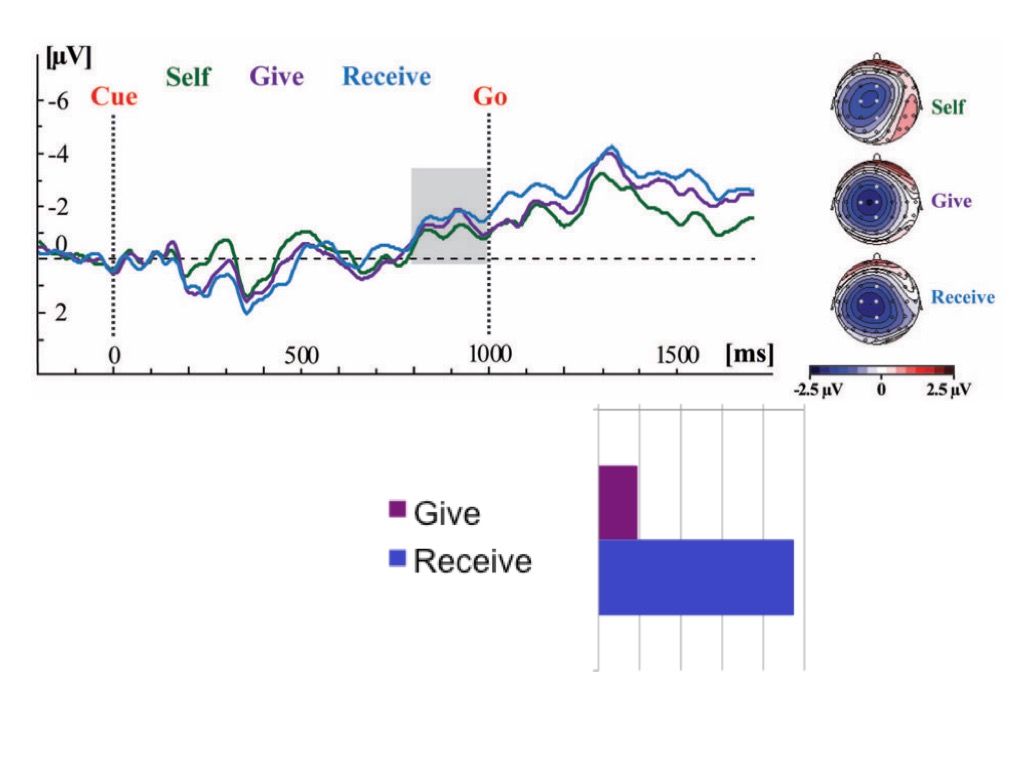 [µV]
Self Give Receive
Cue
Go
-6
-4
-2
0
2
0 500 1000 1500 [ms]
Self
Give
Receive
-2.5 µV 0 2.5 µV
Give
Receive